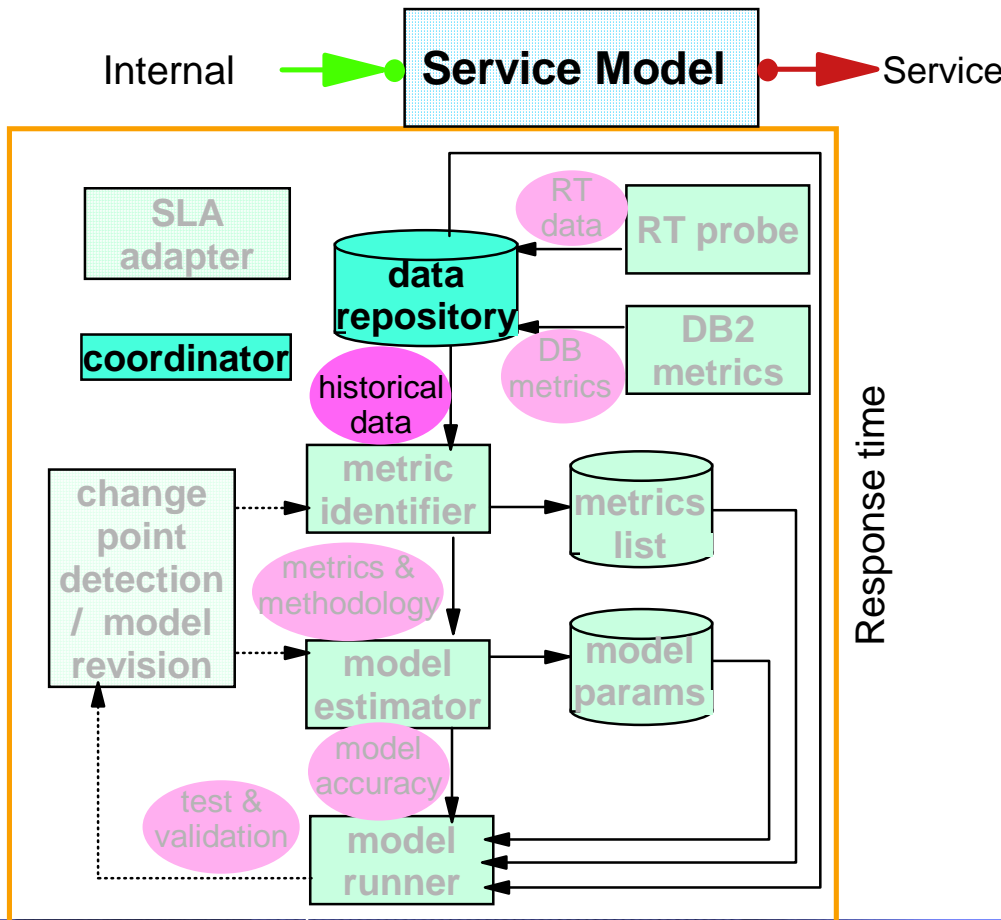 Internal
Service Model
Service
SLA
adapter
RT
data
RT probe
data
repository
coordinator
DB
metrics
DB2
metrics
historical
data
metric
identifier
metrics
list
change
point
detection
/ model
revision
metrics &
methodology
model
estimator
model
params
model
accuracy
test &
validation
model
runner
Response time